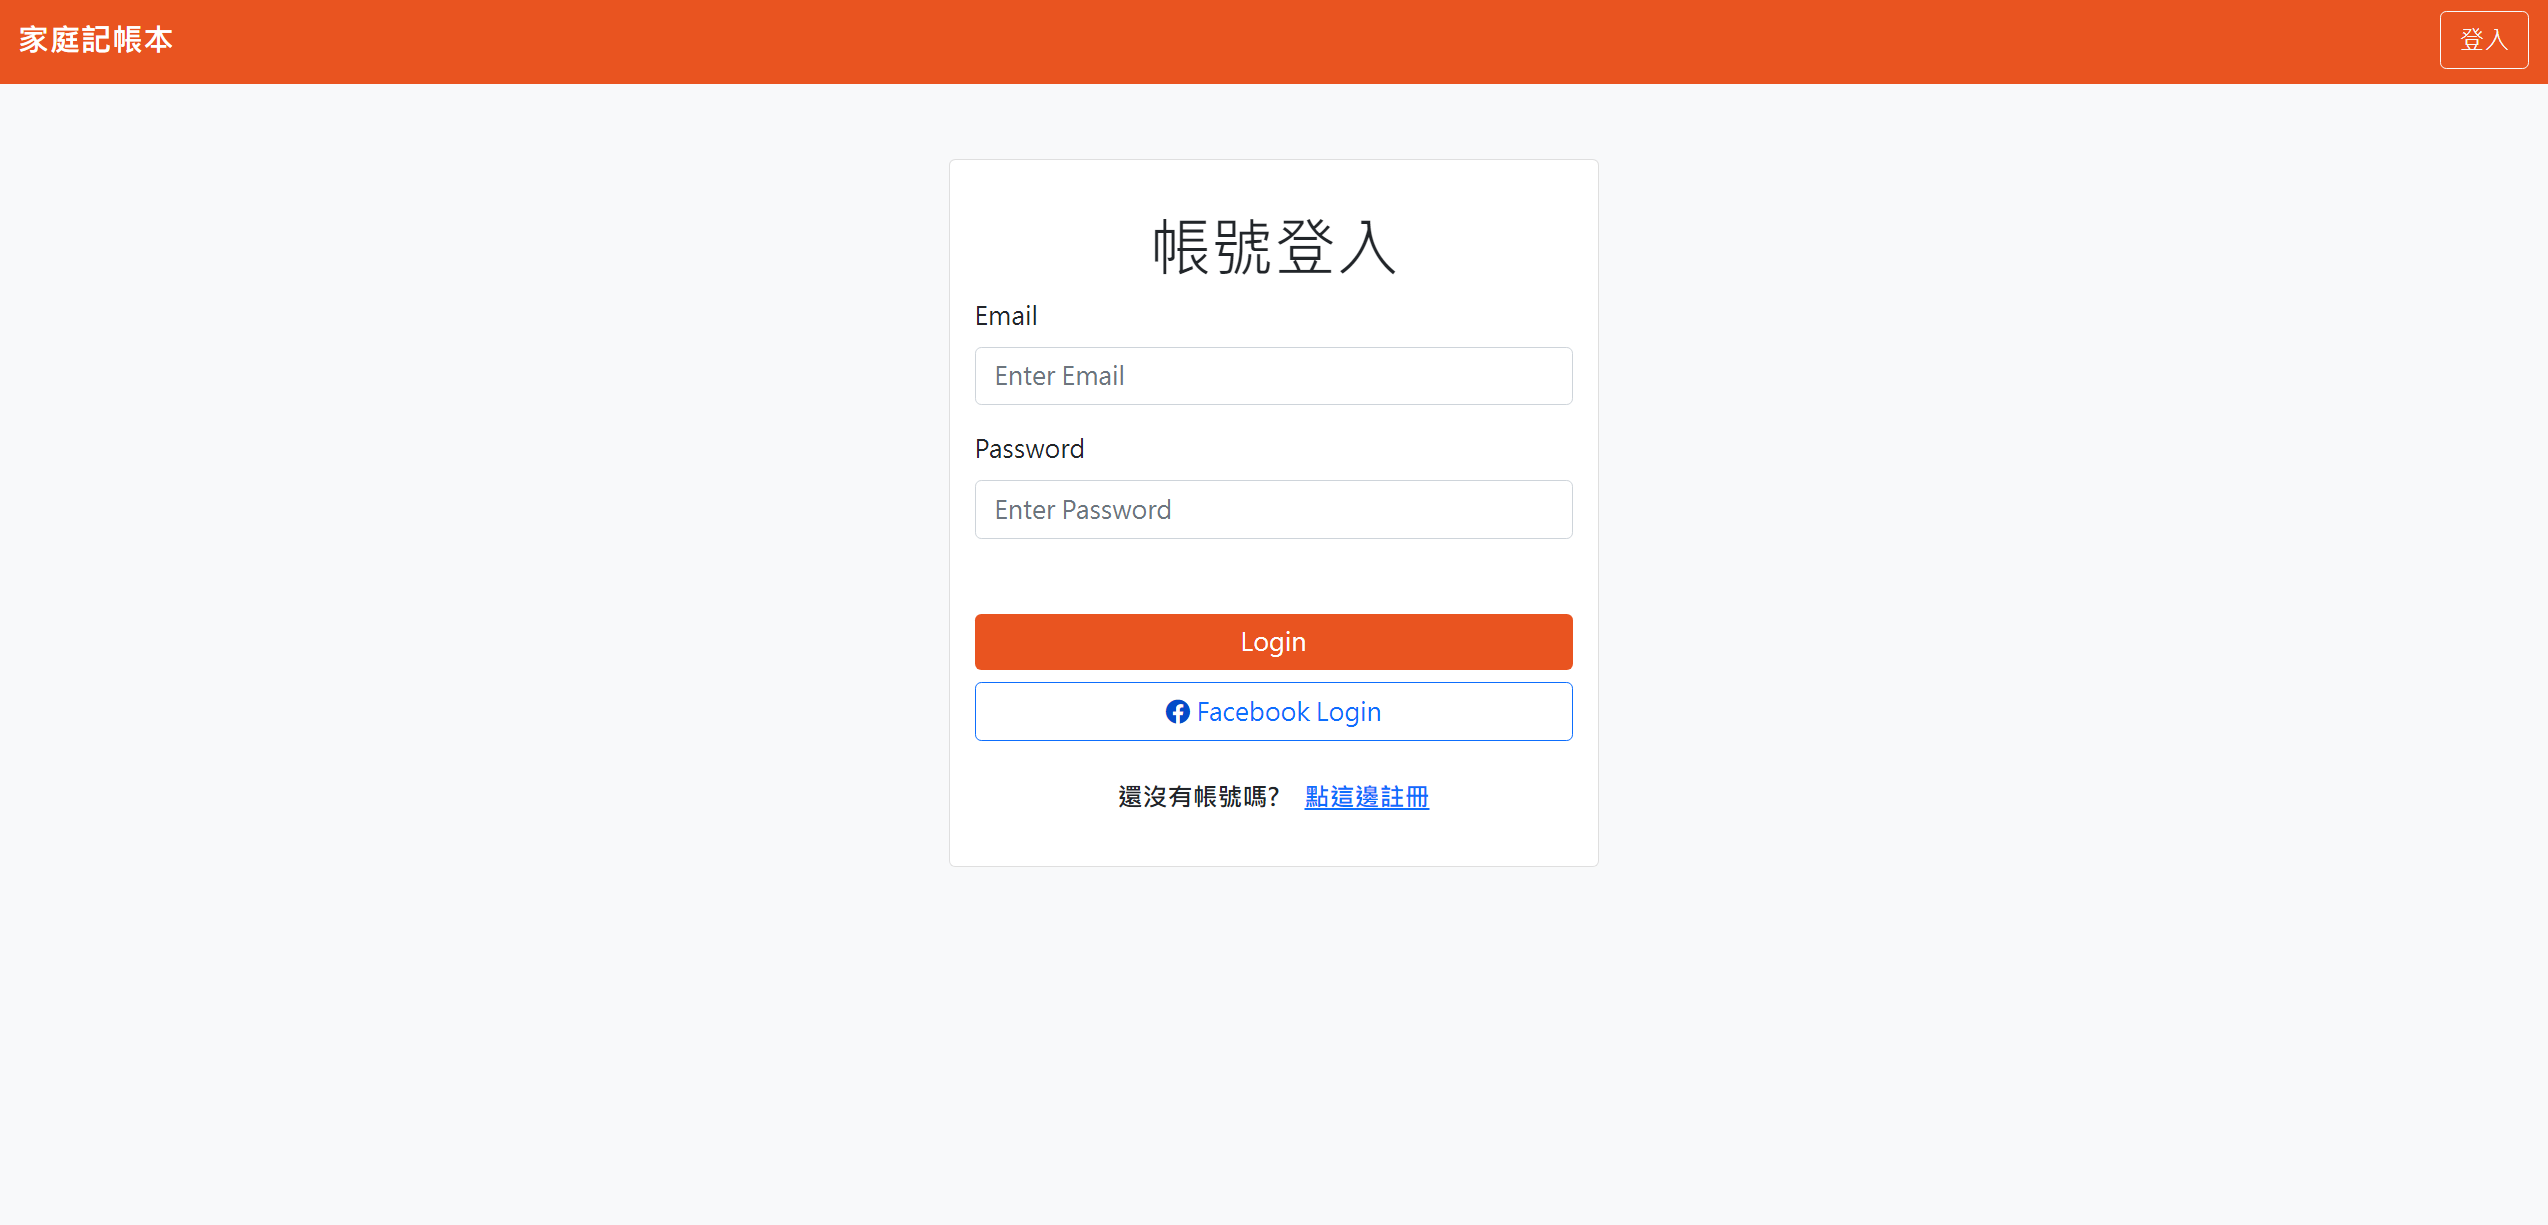 家庭記帳本
登入
帳號登入
Email
Enter Email
Password
Enter Password
Login
Facebook Login
還沒有帳號嗎? 點這邊註冊